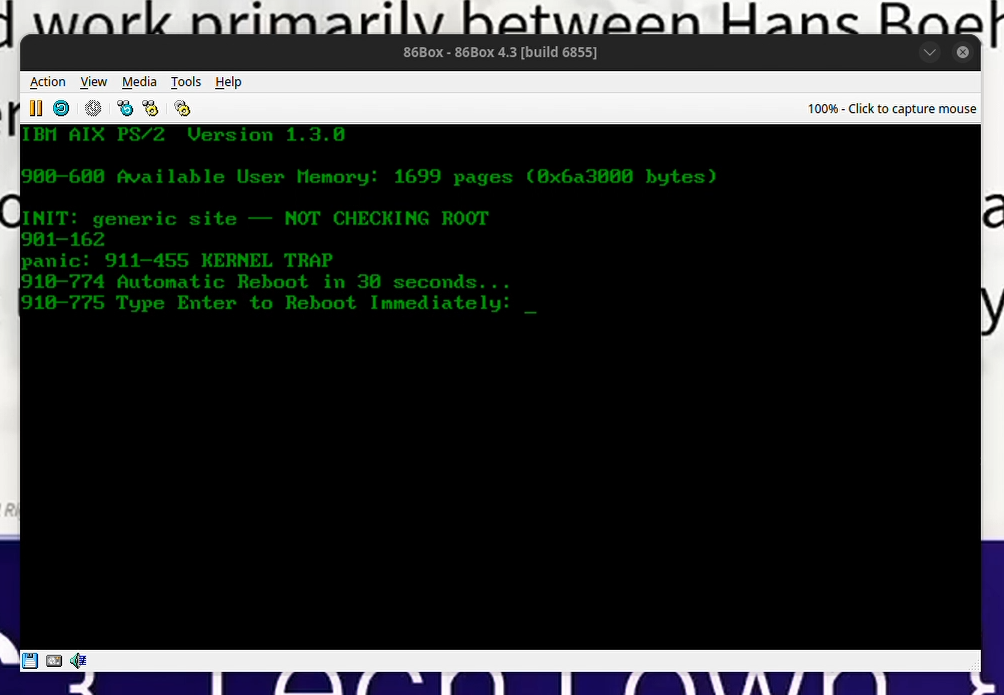 d work primarily between Hans Boeh
86Box - 86Box 4.3 [build 6855]
Action View Media Tools Help
100% - Click to capture mouse
IBM AIX PS/2 Version 1.3.0
900-600 Available User Memory: 1699 pages (0x6a3000 bytes)
INIT: generic site -- NOT CHECKING ROOT
901-162
panic: 911-455 KERNEL TRAP
910-774 Automatic Reboot in 30 seconds...
910-775 Type Enter to Reboot Immediately: _